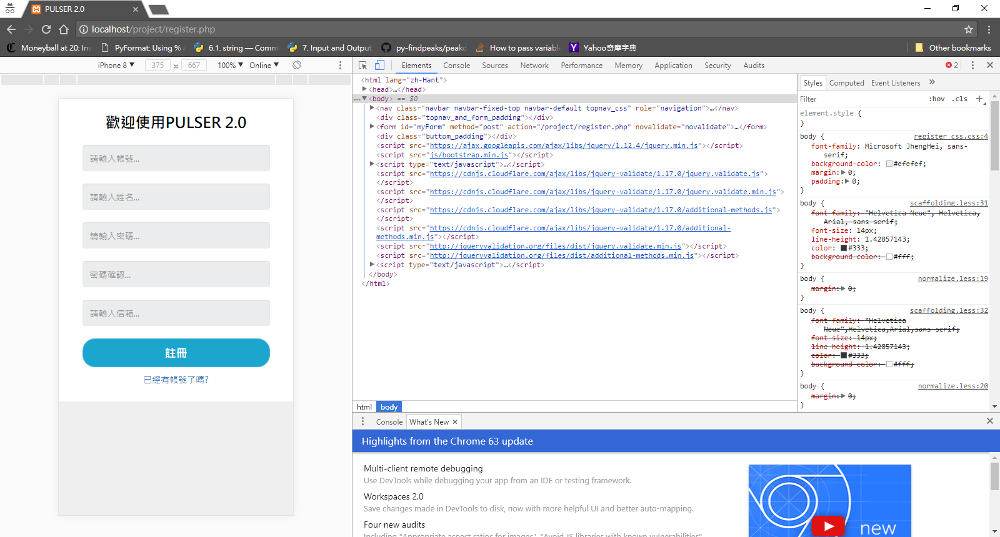 PULSER 2.0
localhost/project/register.php
Moneyball at 20: Ins
PyFormat: Using %
6.1. string — Comm
7. Input and Output
py-findpeaks/peakd
How to pass variable
Yahoo奇摩字典
Other bookmarks
iPhone 8 ▼ 375 x 667 100% ▼ Online ▼
歡迎使用PULSER 2.0
請輸入帳號...
請輸入姓名...
請輸入密碼...
密碼確認...
請輸入信箱...
註冊
已經有帳號了嗎?
Elements Console Sources Network Performance Memory Application Security Audits 2
<html lang="zh-Hant">
▶<head>…</head>
…▼<body> == $0
▶<nav class="navbar navbar-fixed-top navbar-default topnav_css" role="navigation">…</nav>
<div class="topnav_and_form_padding"></div>
▶<form id="myForm" method="post" action="/project/register.php" novalidate="novalidate">…</form>
<div class="buttom_padding"></div>
<script src="https://ajax.googleapis.com/ajax/libs/jquery/1.12.4/jquery.min.js"></script>
<script src="js/bootstrap.min.js"></script>
▶<script type="text/javascript">…</script>
<script src="https://cdnjs.cloudflare.com/ajax/libs/jquery-validate/1.17.0/jquery.validate.js">
</script>
<script src="https://cdnjs.cloudflare.com/ajax/libs/jquery-validate/1.17.0/jquery.validate.min.js">
</script>
<script src="https://cdnjs.cloudflare.com/ajax/libs/jquery-validate/1.17.0/additional-methods.js">
</script>
<script src="https://cdnjs.cloudflare.com/ajax/libs/jquery-validate/1.17.0/additional-
methods.min.js"></script>
<script src="http://jqueryvalidation.org/files/dist/jquery.validate.min.js"></script>
<script src="http://jqueryvalidation.org/files/dist/additional-methods.min.js"></script>
▶<script type="text/javascript">…</script>
</body>
</html>
html body
Styles Computed Event Listeners »
Filter :hov .cls +
element.style {
}
body { register css.css:4
font-family: Microsoft JhengHei, sans-
serif;
background-color: #efefef;
margin:▶0;
padding:▶0;
}
body { scaffolding.less:31
font-family: "Helvetica Neue", Helvetica,
Arial, sans-serif;
font-size: 14px;
line-height: 1.42857143;
color: #333;
background-color: #fff;
}
body { normalize.less:19
margin:▶0;
}
body { scaffolding.less:32
font-family: "Helvetica
Neue",Helvetica,Arial,sans-serif;
font-size: 14px;
line-height: 1.42857143;
color: #333;
background-color: #fff;
}
body { normalize.less:20
margin:▶0;
}
Console What's New
Highlights from the Chrome 63 update
Multi-client remote debugging
Use DevTools while debugging your app from an IDE or testing framework.
Workspaces 2.0
Save changes made in DevTools to disk, now with more helpful UI and better auto-mapping.
Four new audits
Including "Appropriate aspect ratios for images", "Avoid JS libraries with known vulnerabilities"
new